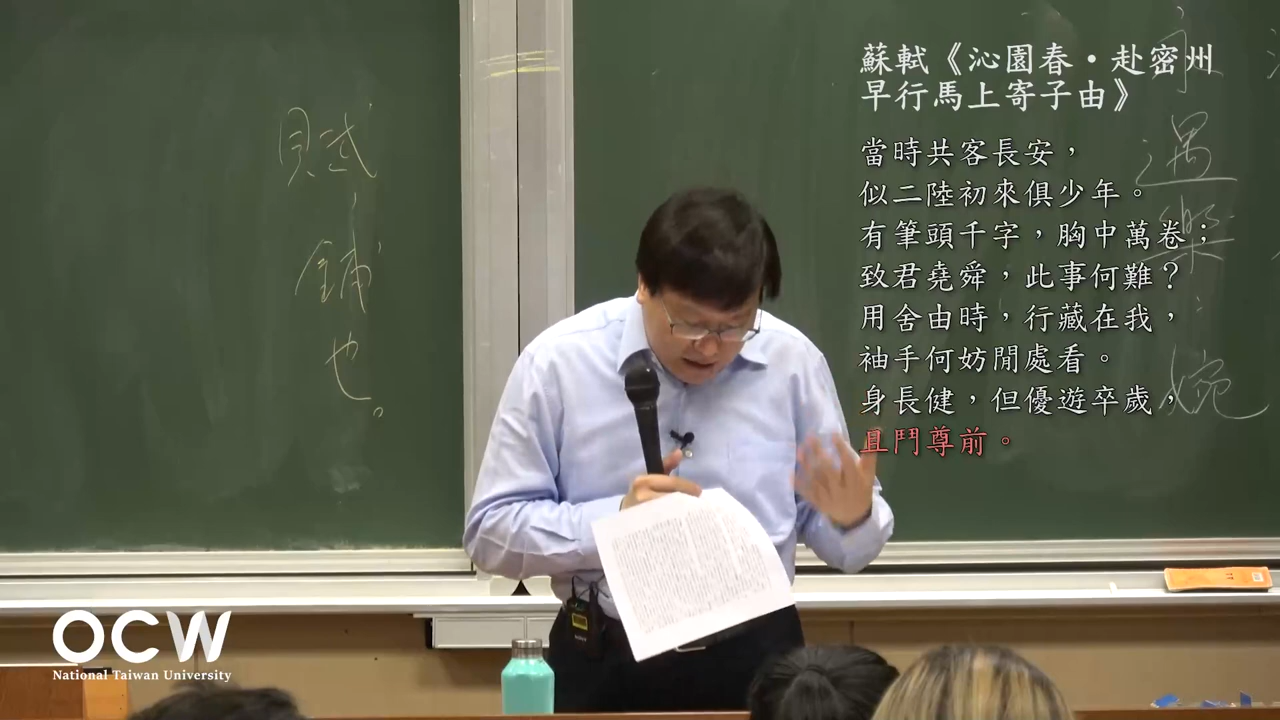 蘇軾《沁園春·赴密州
早行馬上寄子由》
當時共客長安，
似二陸初來俱少年。
有筆頭千字，胸中萬卷；
致君堯舜，此事何難？
用舍由時，行藏在我，
袖手何妨閒處看。
身長健，但優遊卒歲，
且鬥尊前。
賦
鋪
也。
遇
樂
婉
OCW
National Taiwan University